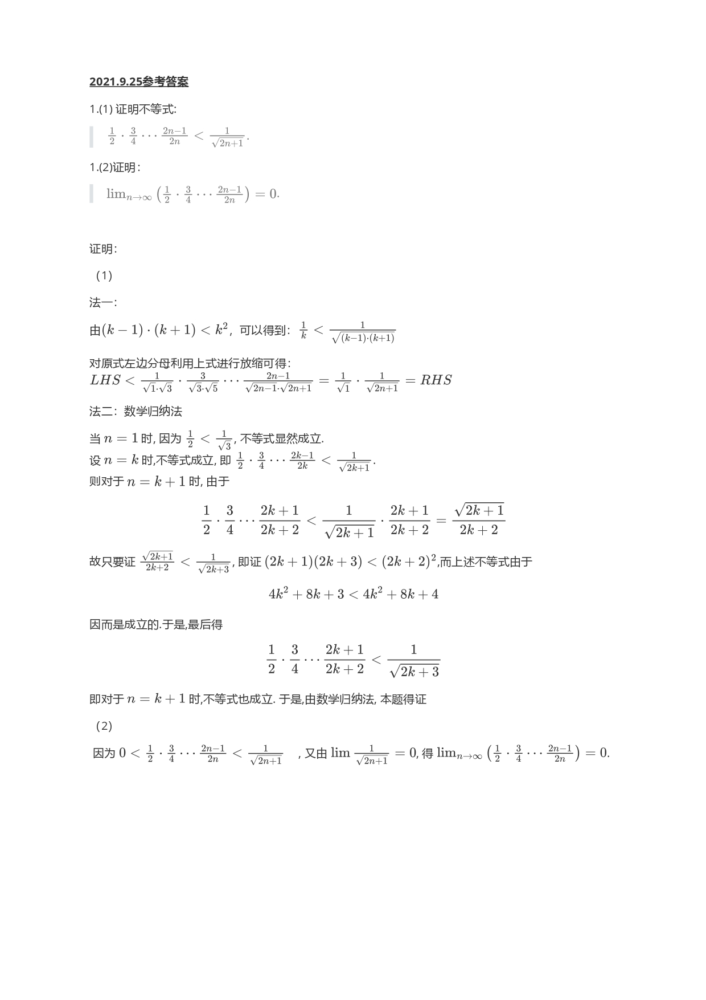 2021.9.25参考答案
1.(1) 证明不等式:
$\frac{1}{2} \cdot \frac{3}{4} \cdots \frac{2n-1}{2n} < \frac{1}{\sqrt{2n+1}}.$
1.(2)证明：
$\lim_{n\to\infty} \left(\frac{1}{2} \cdot \frac{3}{4} \cdots \frac{2n-1}{2n}\right) = 0.$
证明：
（1）
法一：
由$(k-1)\cdot(k+1) < k^2$，可以得到：$\frac{1}{k} < \frac{1}{\sqrt{(k-1)\cdot(k+1)}}$
对原式左边分母利用上式进行放缩可得：
$LHS < \frac{1}{\sqrt{1}\cdot\sqrt{3}} \cdot \frac{3}{\sqrt{3}\cdot\sqrt{5}} \cdots \frac{2n-1}{\sqrt{2n-1}\cdot\sqrt{2n+1}} = \frac{1}{\sqrt{1}} \cdot \frac{1}{\sqrt{2n+1}} = RHS$
法二：数学归纳法
当 $n = 1$ 时, 因为 $\frac{1}{2} < \frac{1}{\sqrt{3}}$, 不等式显然成立.
设 $n = k$ 时,不等式成立, 即 $\frac{1}{2} \cdot \frac{3}{4} \cdots \frac{2k-1}{2k} < \frac{1}{\sqrt{2k+1}}.$
则对于 $n = k + 1$ 时, 由于
$\frac{1}{2} \cdot \frac{3}{4} \cdots \frac{2k+1}{2k+2} < \frac{1}{\sqrt{2k+1}} \cdot \frac{2k+1}{2k+2} = \frac{\sqrt{2k+1}}{2k+2}$
故只要证 $\frac{\sqrt{2k+1}}{2k+2} < \frac{1}{\sqrt{2k+3}}$, 即证 $(2k+1)(2k+3) < (2k+2)^2$,而上述不等式由于
$4k^2 + 8k + 3 < 4k^2 + 8k + 4$
因而是成立的.于是,最后得
$\frac{1}{2} \cdot \frac{3}{4} \cdots \frac{2k+1}{2k+2} < \frac{1}{\sqrt{2k+3}}$
即对于 $n = k + 1$ 时,不等式也成立. 于是,由数学归纳法, 本题得证
（2）
因为 $0 < \frac{1}{2} \cdot \frac{3}{4} \cdots \frac{2n-1}{2n} < \frac{1}{\sqrt{2n+1}}$ , 又由 $\lim \frac{1}{\sqrt{2n+1}} = 0$, 得 $\lim_{n\to\infty} \left(\frac{1}{2} \cdot \frac{3}{4} \cdots \frac{2n-1}{2n}\right) = 0.$